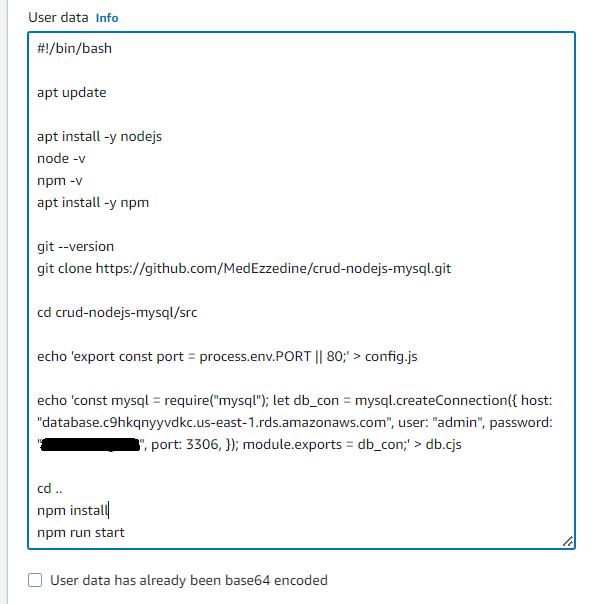 User data Info
#!/bin/bash
apt update
apt install -y nodejs
node -v
npm -v
apt install -y npm
git --version
git clone https://github.com/MedEzzedine/crud-nodejs-mysql.git
cd crud-nodejs-mysql/src
echo 'export const port = process.env.PORT || 80;' > config.js
echo 'const mysql = require("mysql"); let db_con = mysql.createConnection({ host:
"database.c9hkqnyyvdkc.us-east-1.rds.amazonaws.com", user: "admin", password:
"", port: 3306, }); module.exports = db_con;' > db.cjs
cd ..
npm install
npm run start
User data has already been base64 encoded